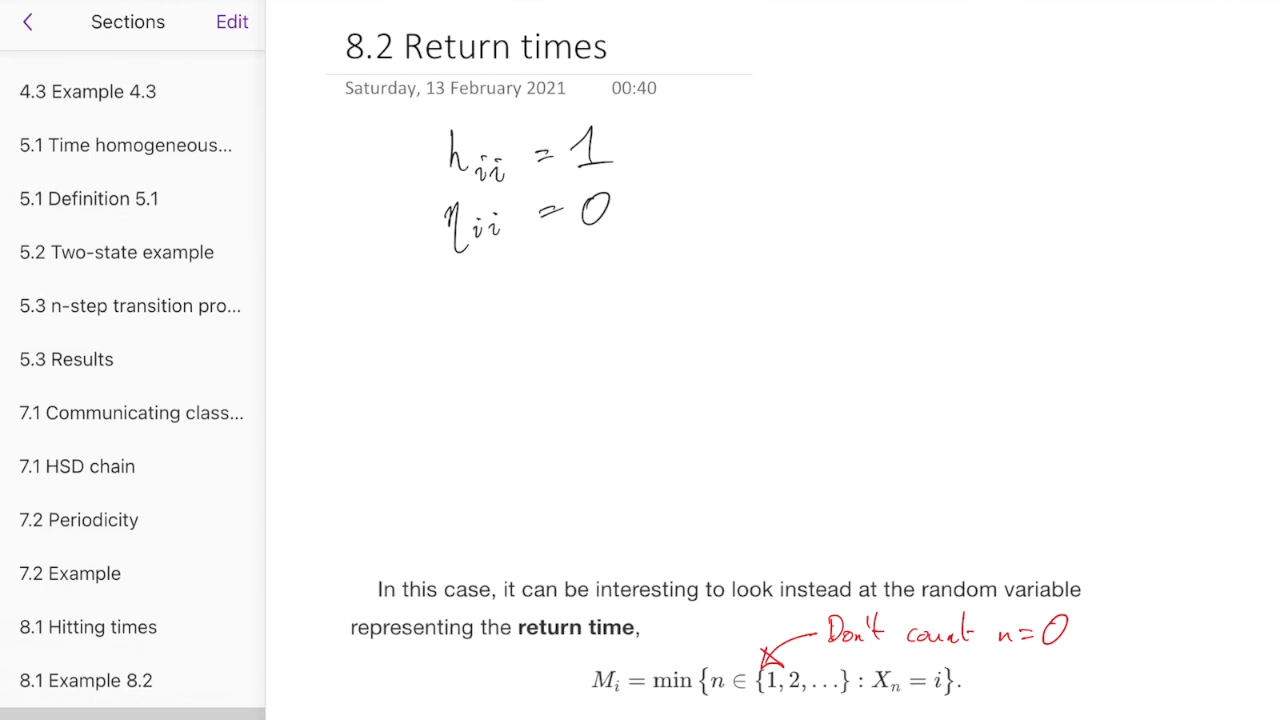 Sections
Edit
4.3 Example 4.3
5.1 Time homogeneous...
5.1 Definition 5.1
5.2 Two-state example
5.3 n-step transition pro...
5.3 Results
7.1 Communicating class...
7.1 HSD chain
7.2 Periodicity
7.2 Example
8.1 Hitting times
8.1 Example 8.2
8.2 Return times
Saturday, 13 February 2021 00:40
h_{ii} = 1
η_{ii} = 0
In this case, it can be interesting to look instead at the random variable
representing the return time,
Don't count n=0
M_i = min {n ∈ {1, 2, . . .} : X_n = i}.